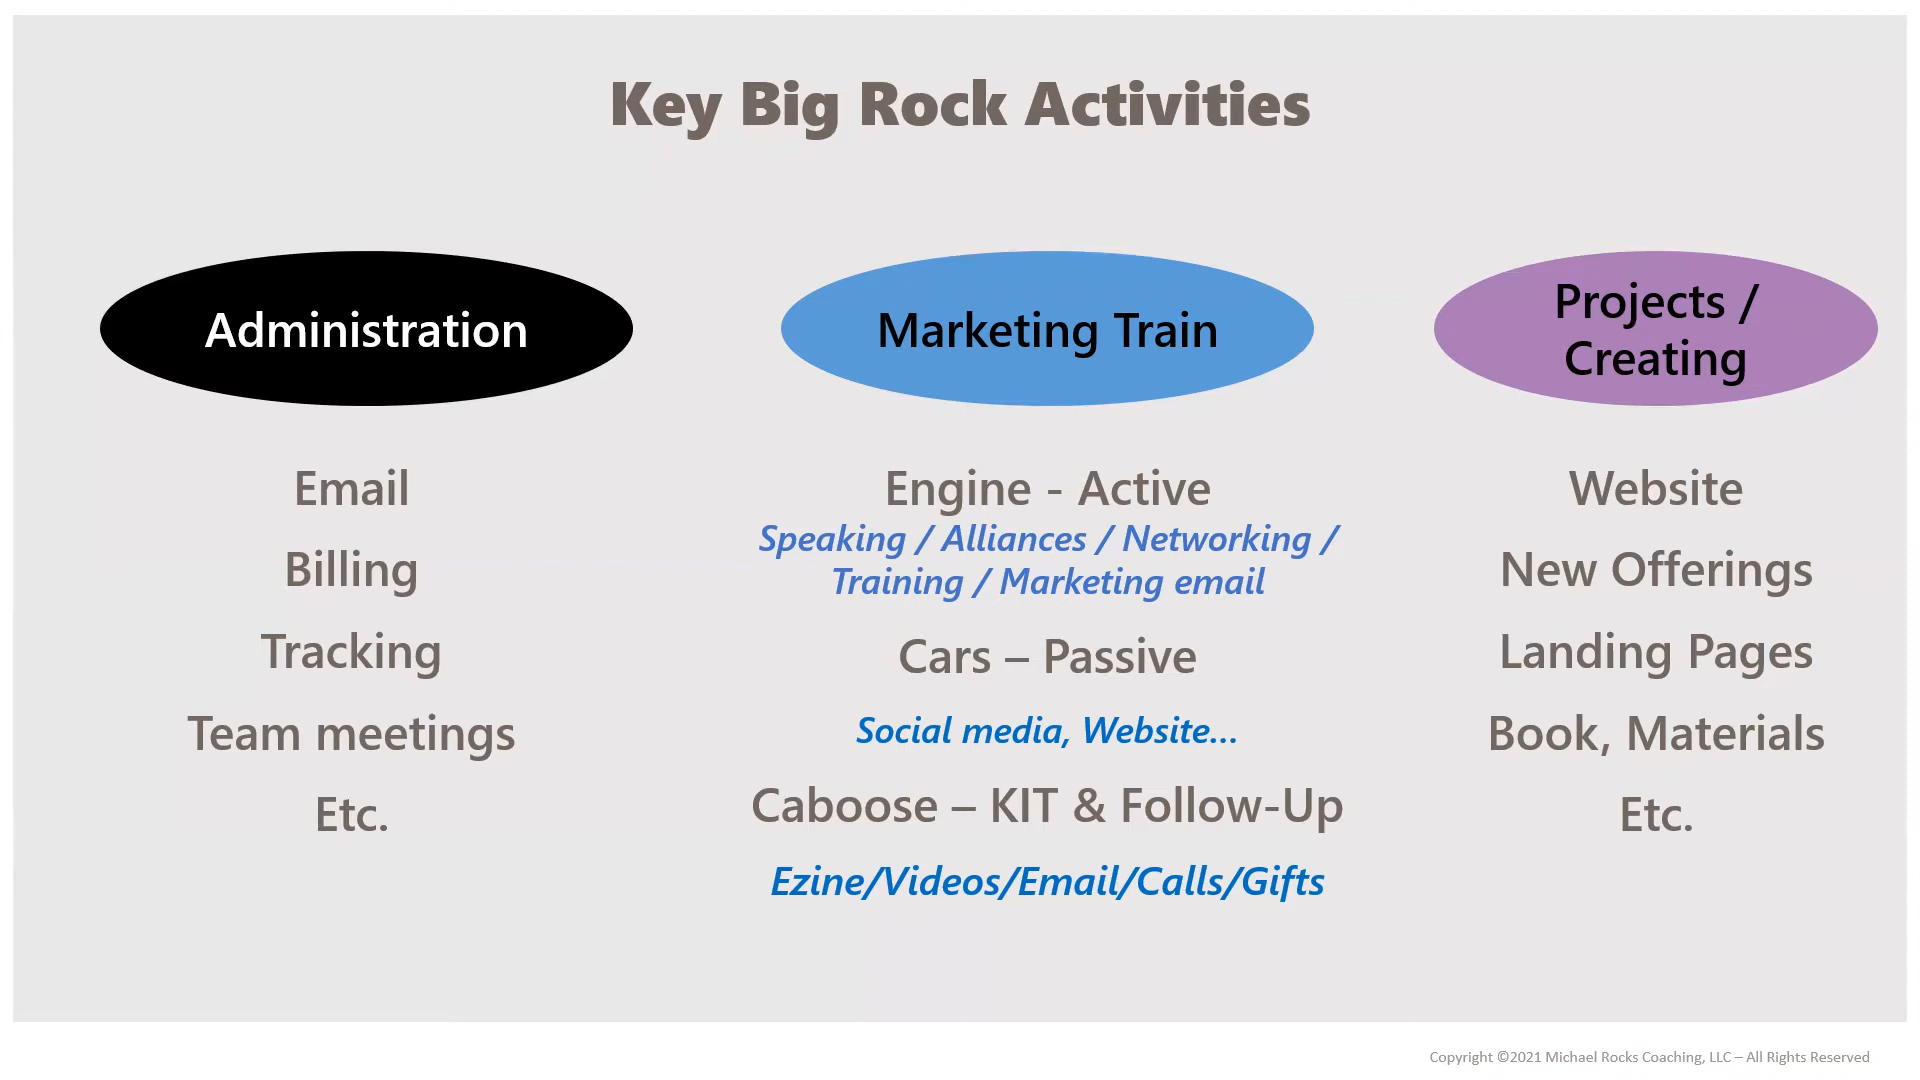 Key Big Rock Activities
Administration
Email
Billing
Tracking
Team meetings
Etc.
Marketing Train
Engine - Active
Speaking / Alliances / Networking /
Training / Marketing email
Cars – Passive
Social media, Website...
Caboose – KIT & Follow-Up
Ezine/Videos/Email/Calls/Gifts
Projects /
Creating
Website
New Offerings
Landing Pages
Book, Materials
Etc.
Copyright ©2021 Michael Rocks Coaching, LLC – All Rights Reserved